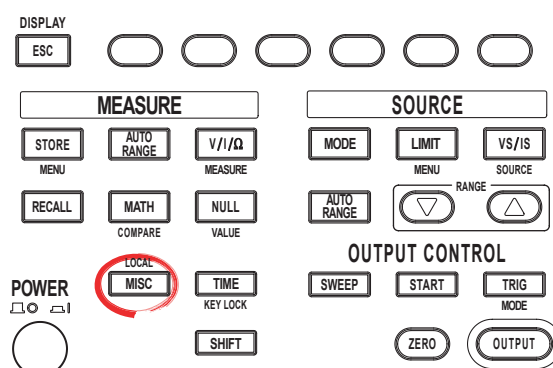 DISPLAY
ESC
MEASURE
SOURCE
STORE
AUTO
RANGE
V/I/Ω
MODE
LIMIT
VS/IS
MENU
MEASURE
MENU
SOURCE
RECALL
MATH
NULL
AUTO
RANGE
RANGE
COMPARE
VALUE
OUTPUT CONTROL
LOCAL
MISC
TIME
SWEEP
START
TRIG
POWER
KEY LOCK
MODE
SHIFT
ZERO
OUTPUT